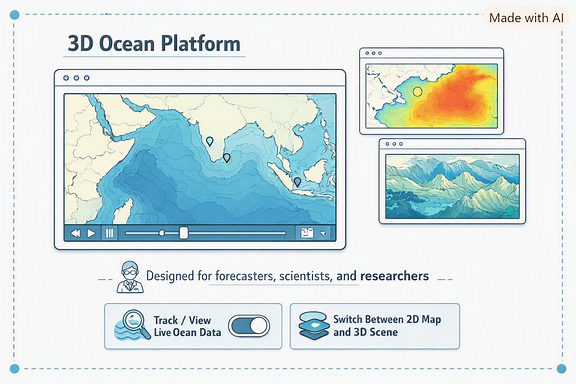 Made with AI
3D Ocean Platform
Designed for forecasters, scientists, and researchers
Track / View
Live Ocean Data
Switch Between 2D Map
and 3D Scene